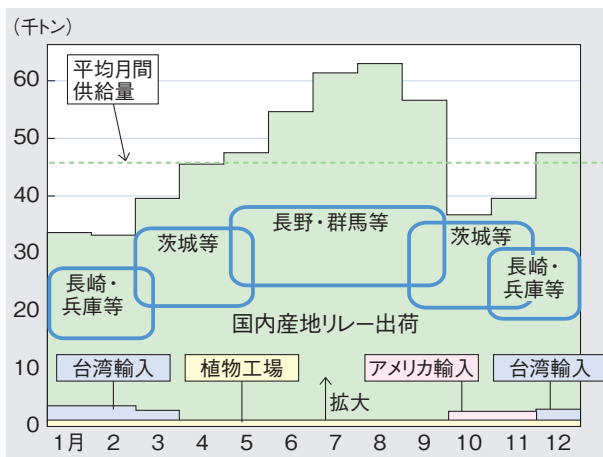 （千トン）
60
50
40
30
20
10
0
平均月間
供給量
長野・群馬等
茨城等
茨城等
長崎・
兵庫等
長崎・
兵庫等
国内産地リレー出荷
台湾輸入
植物工場
アメリカ輸入
台湾輸入
拡大
1月 2 3 4 5 6 7 8 9 10 11 12